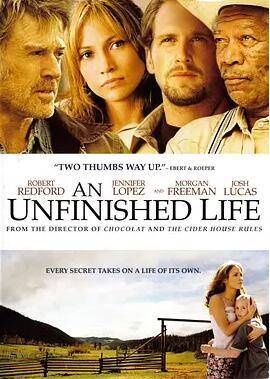 "TWO THUMBS WAY UP." –EBERT & ROEPER
ROBERT REDFORD JENNIFER LOPEZ MORGAN FREEMAN JOSH LUCAS
AN
UNFINISHED LIFE
FROM THE DIRECTOR OF CHOCOLAT AND THE CIDER HOUSE RULES
EVERY SECRET TAKES ON A LIFE OF ITS OWN.